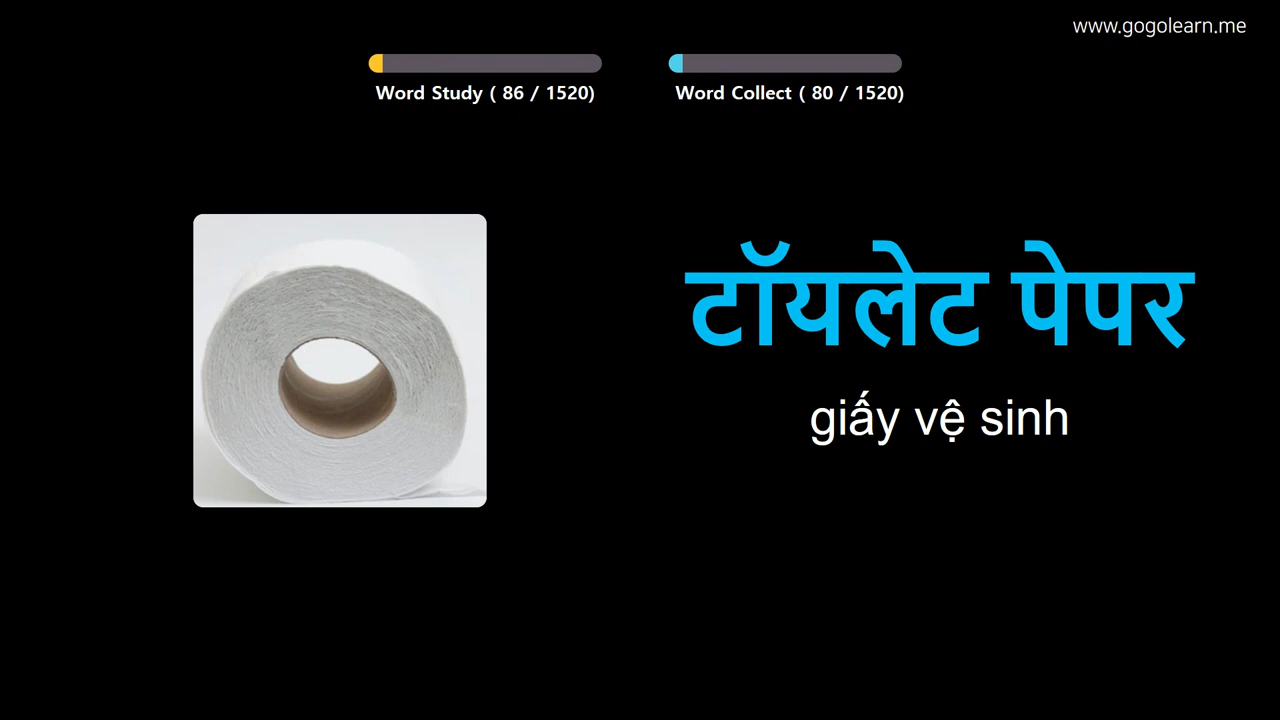 www.gogolearn.me
Word Study ( 86 / 1520)
Word Collect ( 80 / 1520)
टॉयलेट पेपर
giấy vệ sinh